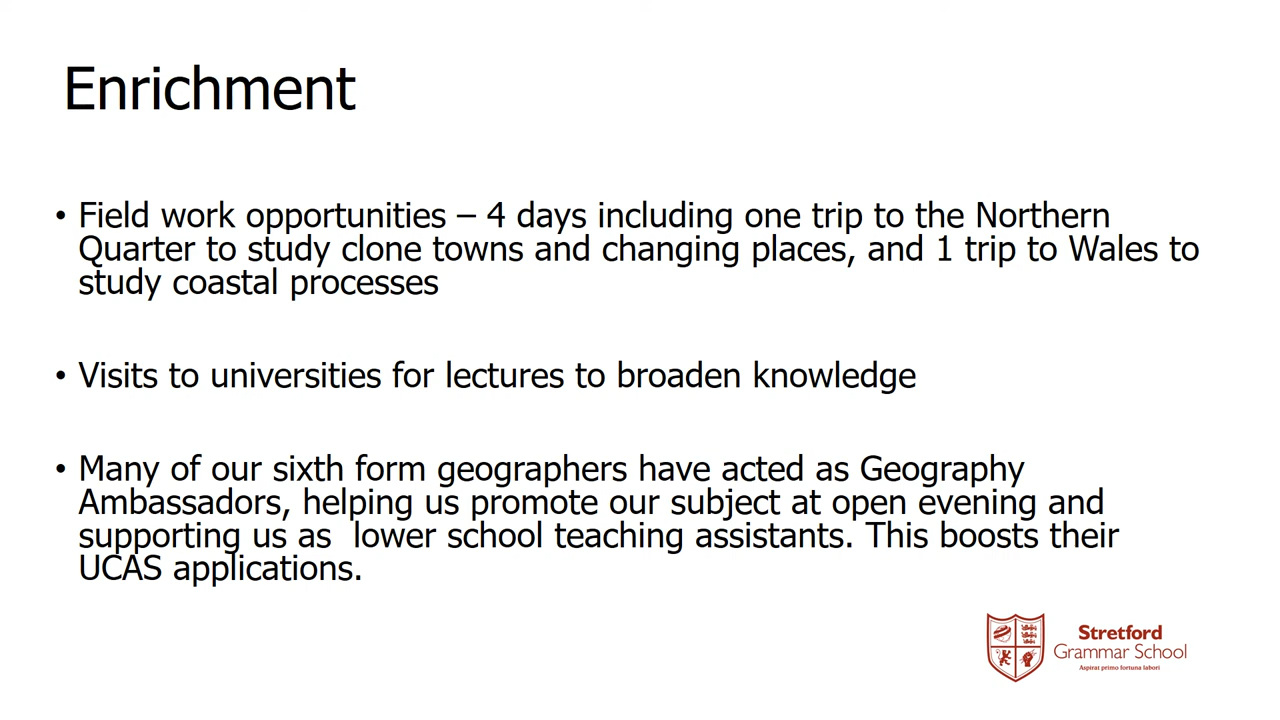 Enrichment
• Field work opportunities – 4 days including one trip to the Northern
Quarter to study clone towns and changing places, and 1 trip to Wales to
study coastal processes
• Visits to universities for lectures to broaden knowledge
• Many of our sixth form geographers have acted as Geography
Ambassadors, helping us promote our subject at open evening and
supporting us as  lower school teaching assistants. This boosts their
UCAS applications.
Stretford
Grammar School
Aspirat primo fortuna labori